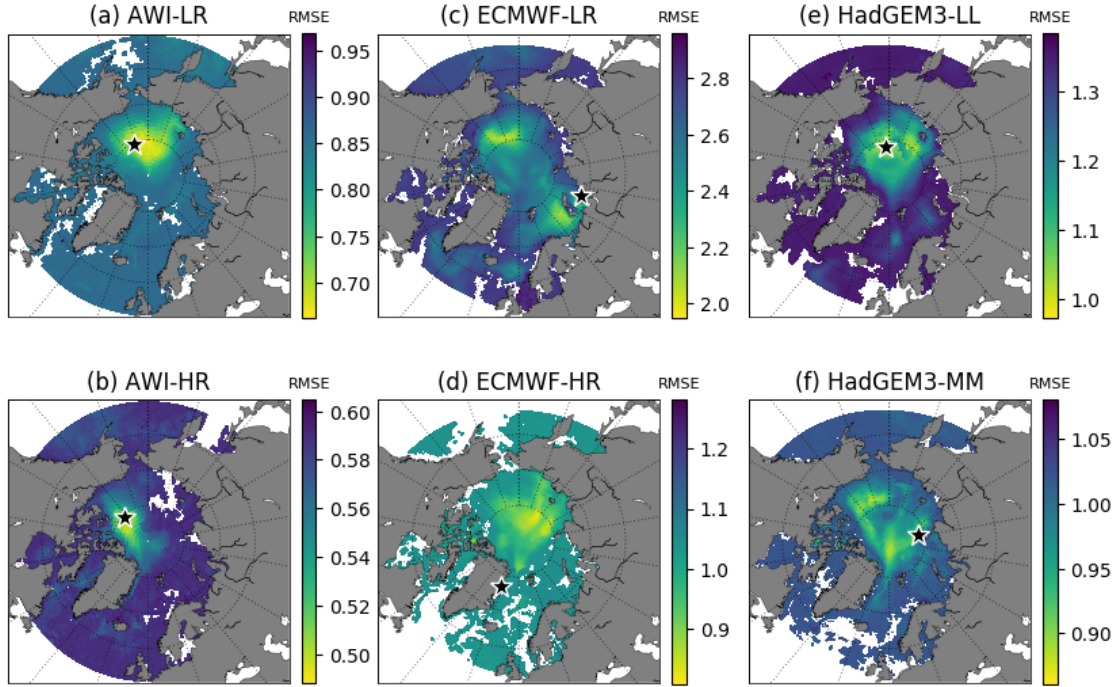 (a) AWI-LR
RMSE
0.95
0.90
0.85
0.80
0.75
0.70
(c) ECMWF-LR
RMSE
2.8
2.6
2.4
2.2
2.0
(e) HadGEM3-LL
RMSE
1.3
1.2
1.1
1.0
(b) AWI-HR
RMSE
0.60
0.58
0.56
0.54
0.52
0.50
(d) ECMWF-HR
RMSE
1.2
1.1
1.0
0.9
(f) HadGEM3-MM
RMSE
1.05
1.00
0.95
0.90